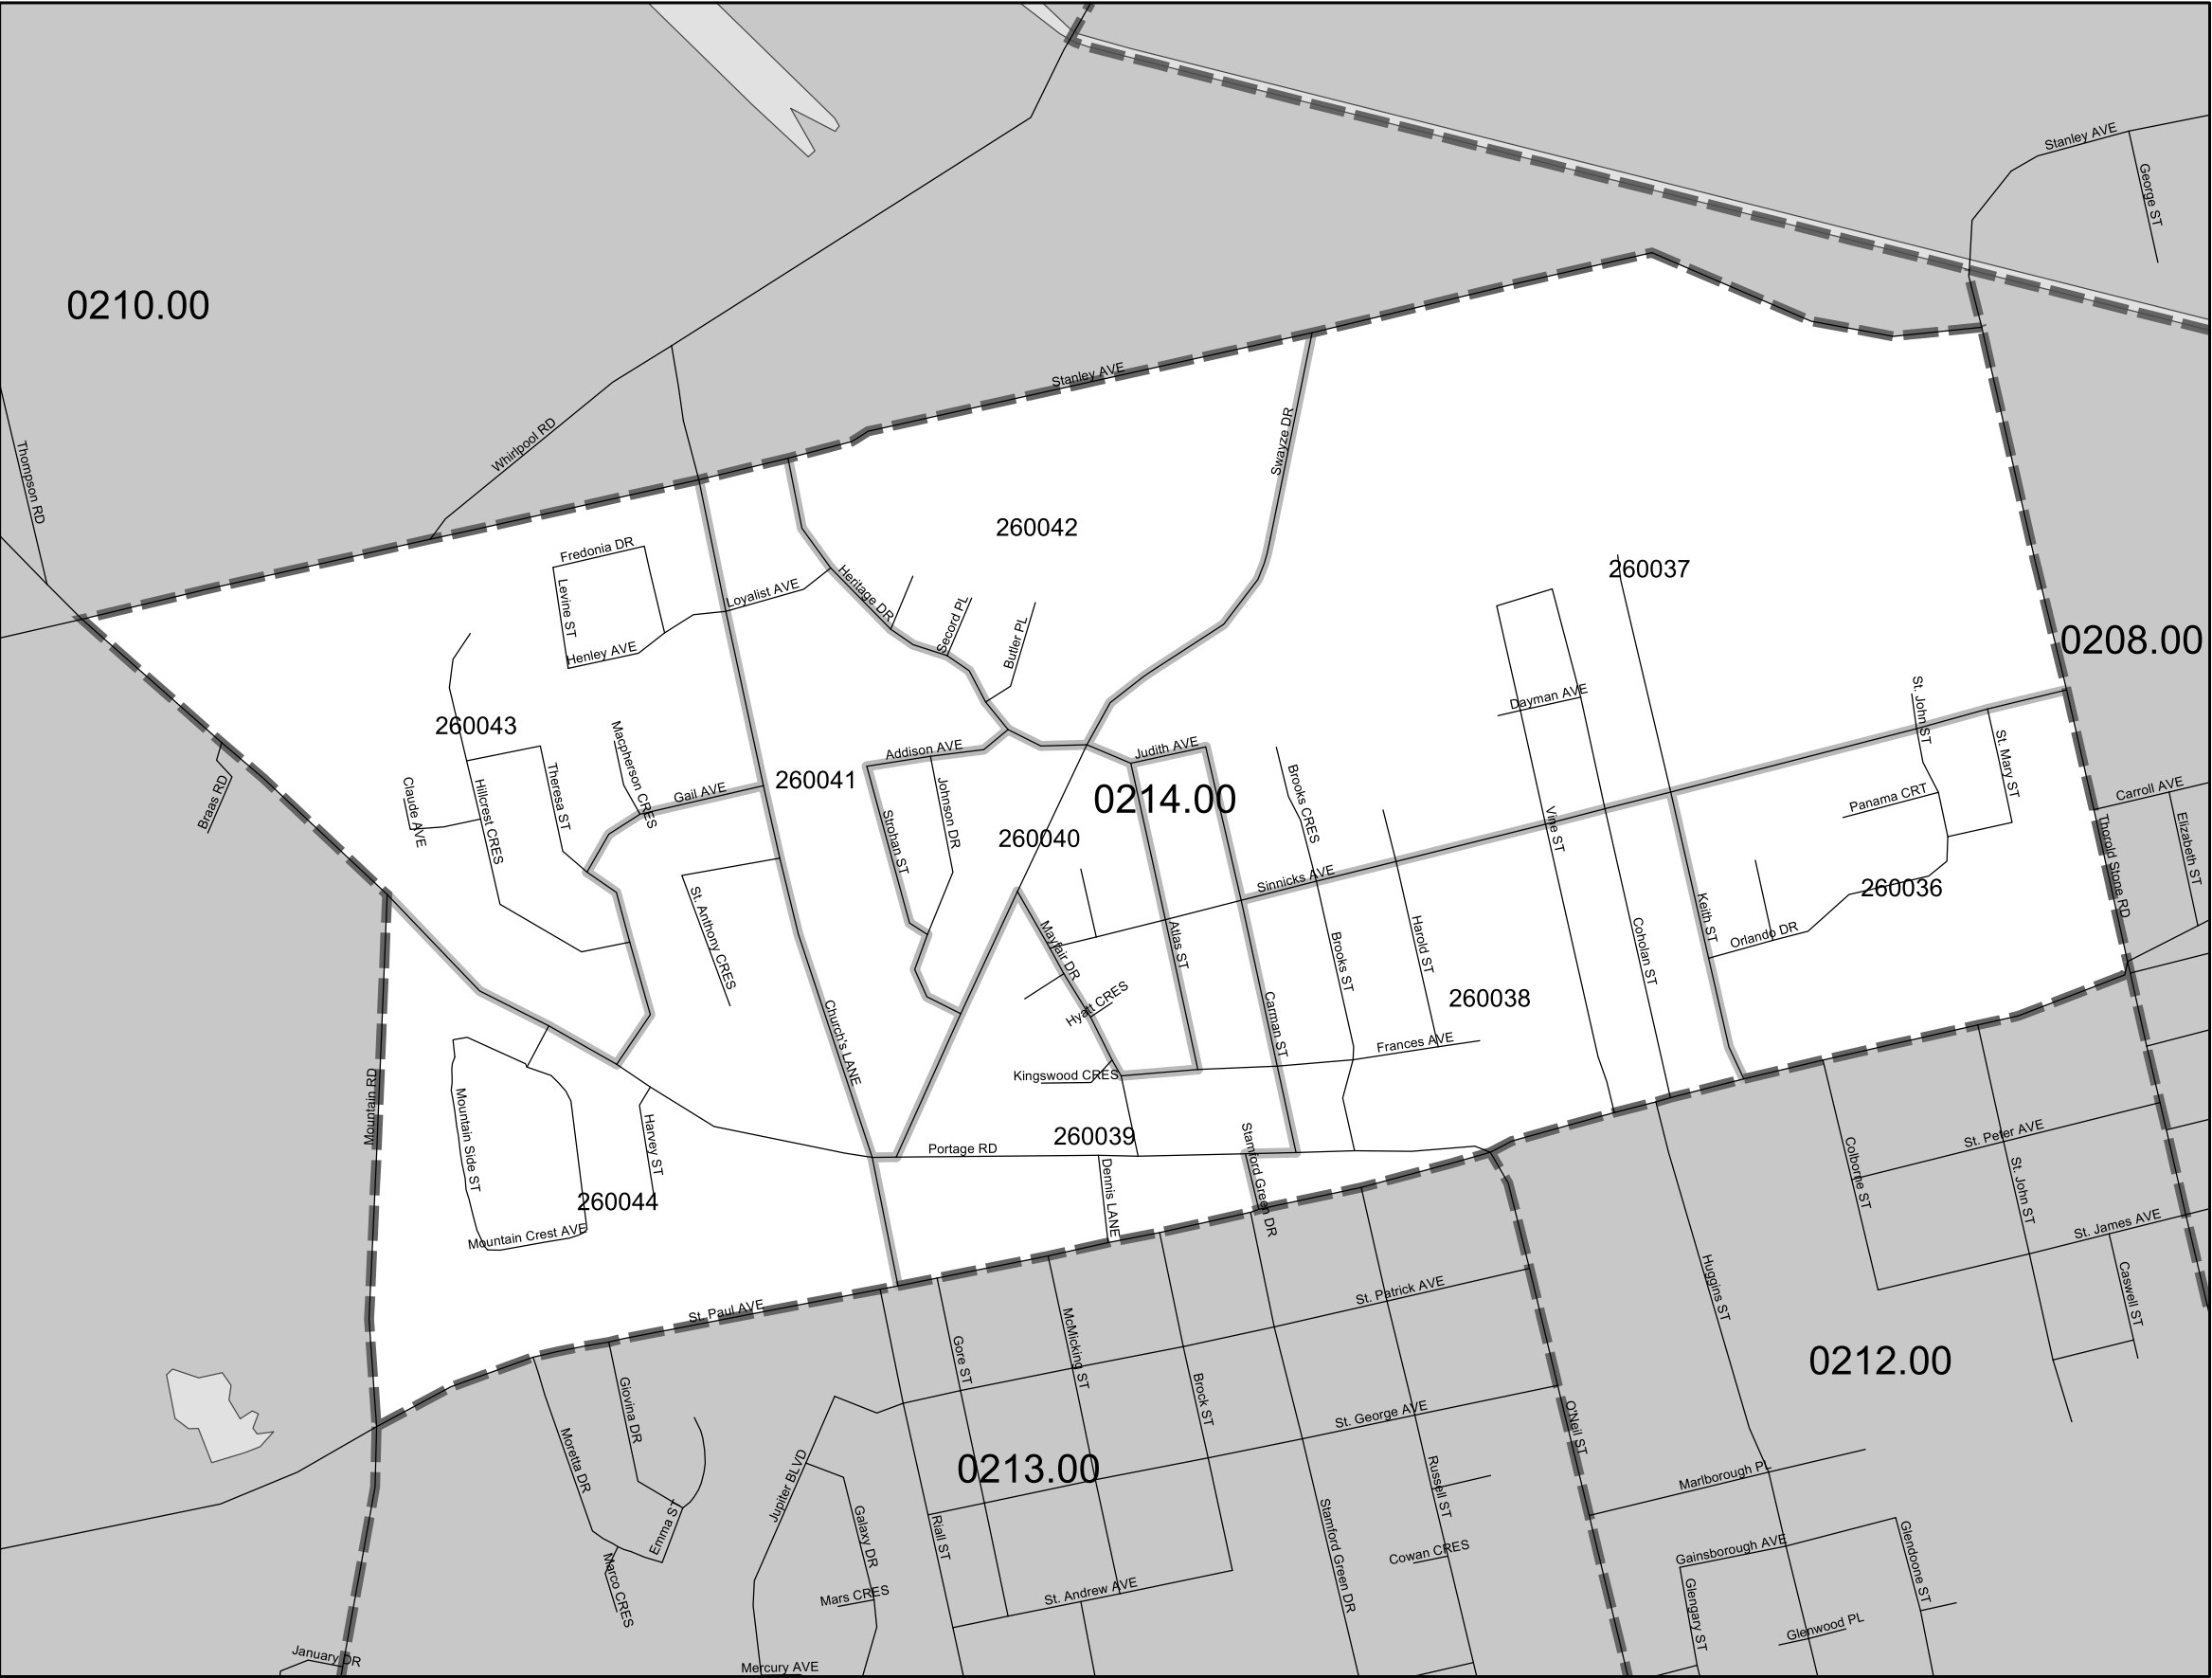 Stanley AVE
George ST
0210.00
Stanley AVE
Whirlpool RD
Thompson RD
Swayze DR
260042
Fredonia DR
Levine ST
Henley AVE
Loyalist AVE
Heritage DR
Second PL
Butler PL
260037
0208.00
260043
Macpherson CRES
Dayman AVE
St. John ST
St. Mary ST
Addison AVE
Judith AVE
260041
0214.00
Gail AVE
Theresa ST
Hillcrest CRES
Claude AVE
Braas RD
Strohan ST
Johnson DR
260040
Brooks CRES
Vine ST
Panama CRT
Carroll AVE
Thorold Stone RD
Elizabeth ST
Sinnicks AVE
260036
St. Anthony CRES
Mayfair DR
Atlas ST
Brooks ST
Harold ST
Coholan ST
Keith ST
Orlando DR
Hyatt CRES
260038
Church's LANE
Carman ST
Frances AVE
Kingswood CRES
Mountain RD
Mountain Side ST
Harvey ST
Portage RD
260039
Stamford Green DR
Dennis LANE
Colborne ST
St. Peter AVE
St. John ST
260044
Mountain Crest AVE
St. James AVE
St. Paul AVE
St. Patrick AVE
Huggins ST
Caswell ST
Gore ST
McMicking ST
Brock ST
0212.00
Giovina DR
Moretta DR
St. George AVE
O'Neil ST
0213.00
Jupiter BLVD
Galaxy DR
Russell ST
Marlborough PL
Emma ST
Riall ST
Stamford Green DR
Cowan CRES
Gainsborough AVE
Glendoone ST
Marco CRES
Mars CRES
St. Andrew AVE
Glengary ST
Glenwood PL
January DR
Mercury AVE